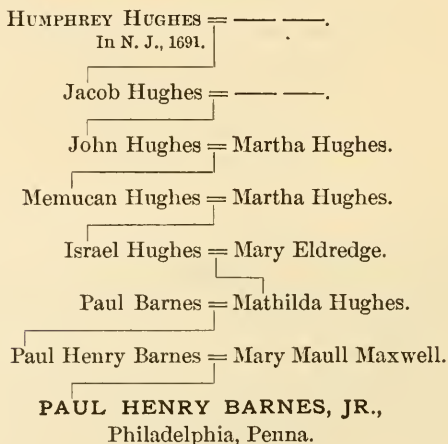 HUMPHREY HUGHES = — —.
In N. J., 1691.
Jacob Hughes = — —.
John Hughes = Martha Hughes.
Memucan Hughes = Martha Hughes.
Israel Hughes = Mary Eldredge.
Paul Barnes = Mathilda Hughes.
Paul Henry Barnes = Mary Maull Maxwell.
PAUL HENRY BARNES, JR.,
Philadelphia, Penna.